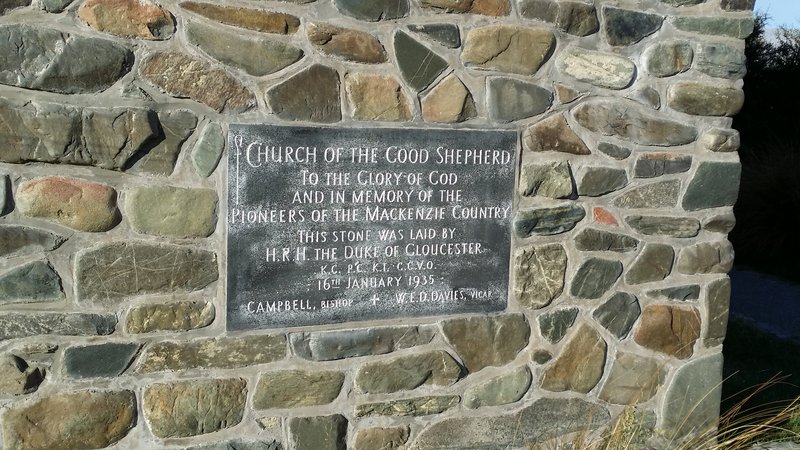 Church of the Good Shepherd
To the Glory of God
and in memory of the
Pioneers of the Mackenzie Country
This stone was laid by
H.R.H. the Duke of Gloucester
K.G. P.C. K.T. G.C.V.O.
- 16th January 1935 -
Campbell, Bishop + W.E.D. Davies, Vicar